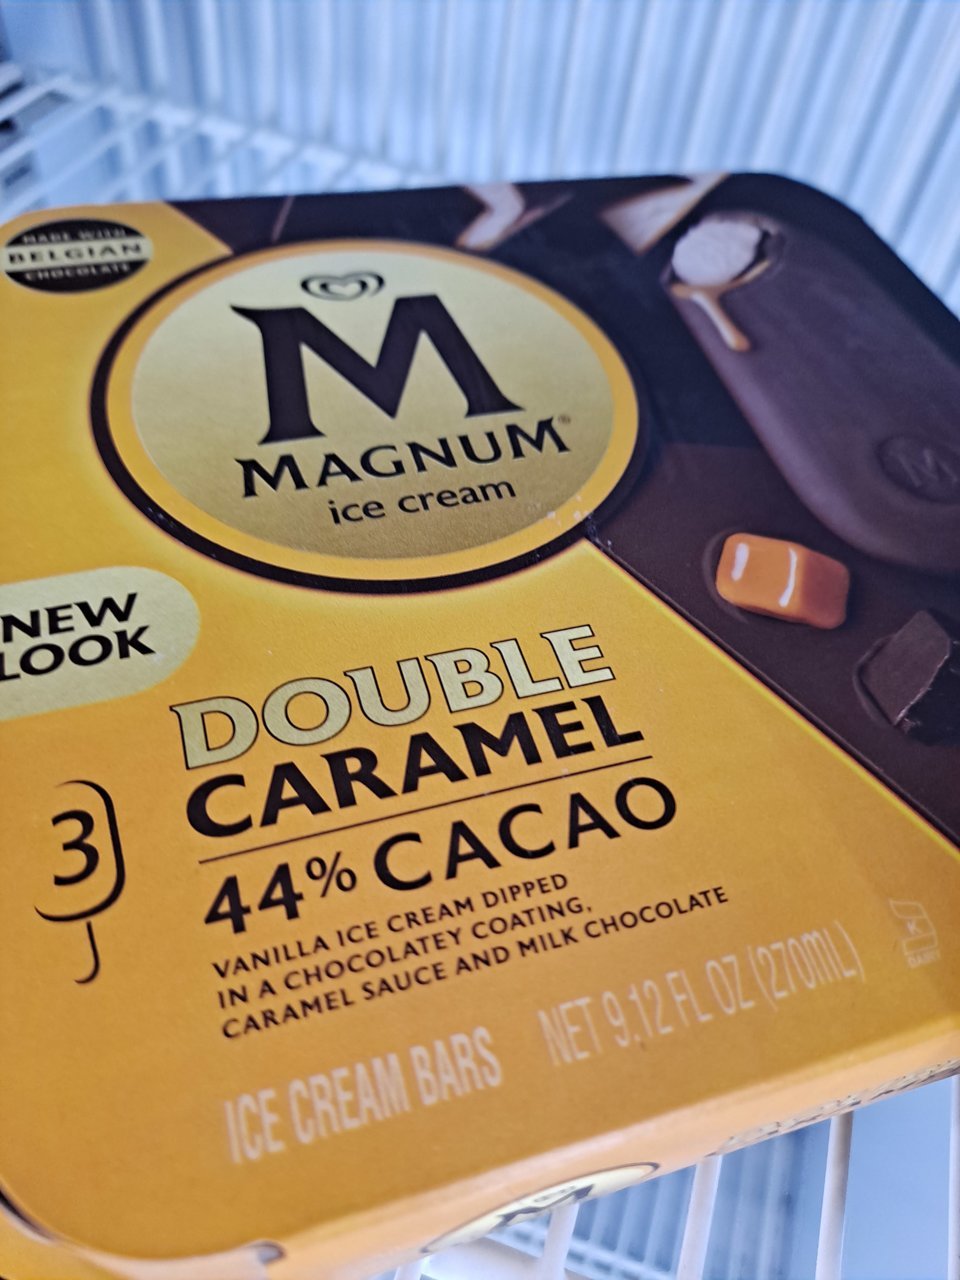 MADE WITH
BELGIAN
CHOCOLATE
M
MAGNUM®
ice cream
M
NEW
LOOK
DOUBLE
CARAMEL
3
44% CACAO
VANILLA ICE CREAM DIPPED
IN A CHOCOLATEY COATING,
CARAMEL SAUCE AND MILK CHOCOLATE
K
DAIRY
ICE CREAM BARS NET 9.12 FL OZ (270mL)
M